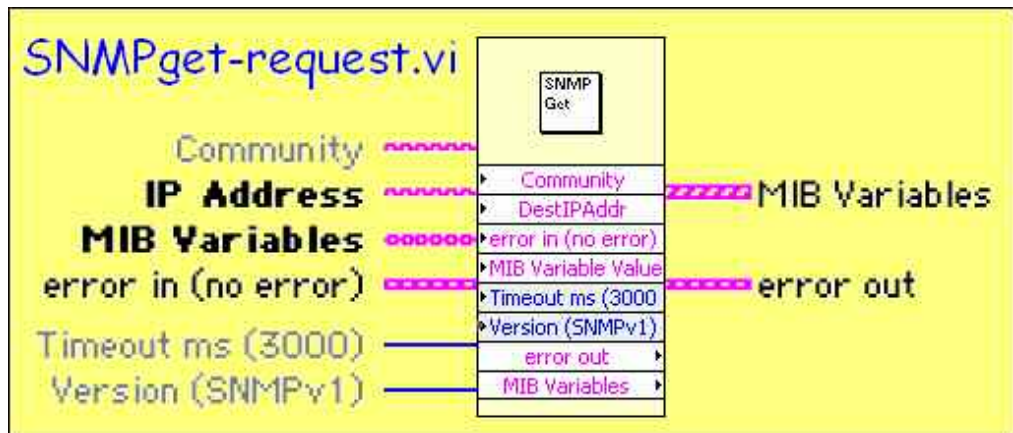 SNMPget-request.vi
SNMP
Get
Community
IP Address
MIB Variables
error in (no error)
Timeout ms (3000)
Version (SNMPv1)
Community
DestIPAddr
error in (no error)
MIB Variable Value
Timeout ms (3000
Version (SNMPv1)
error out
MIB Variables
MIB Variables
error out